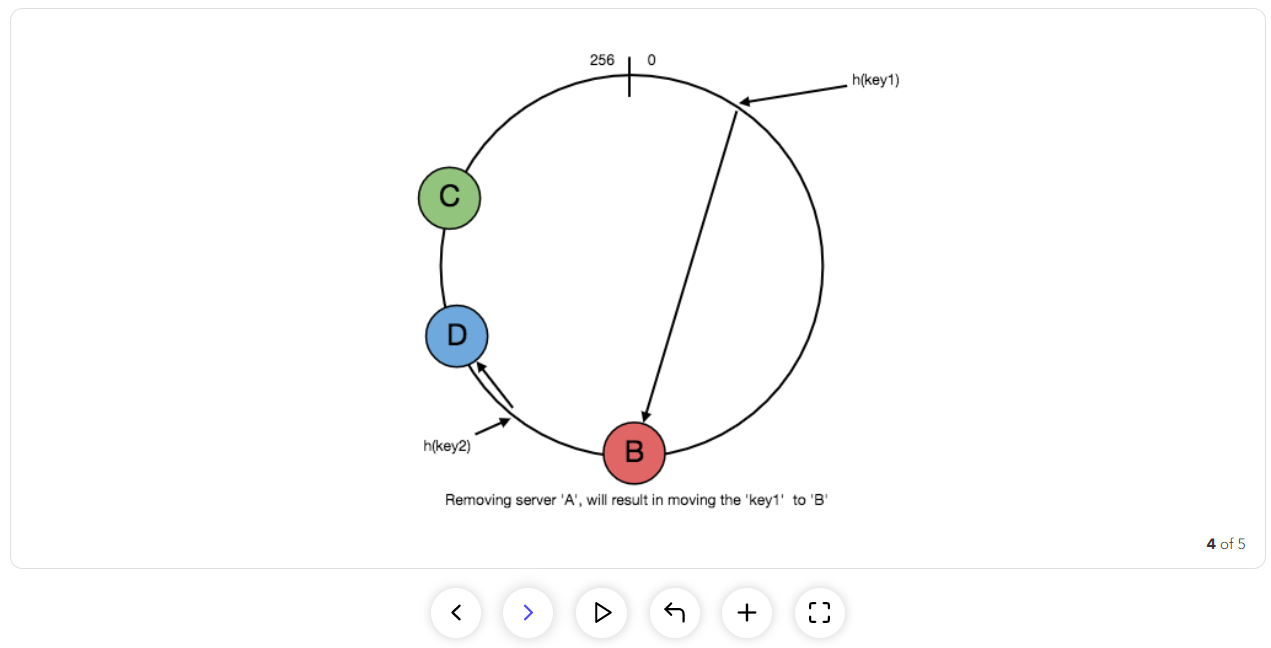 256 0
h(key1)
C
D
h(key2)
B
Removing server 'A', will result in moving the 'key1' to 'B'
4 of 5